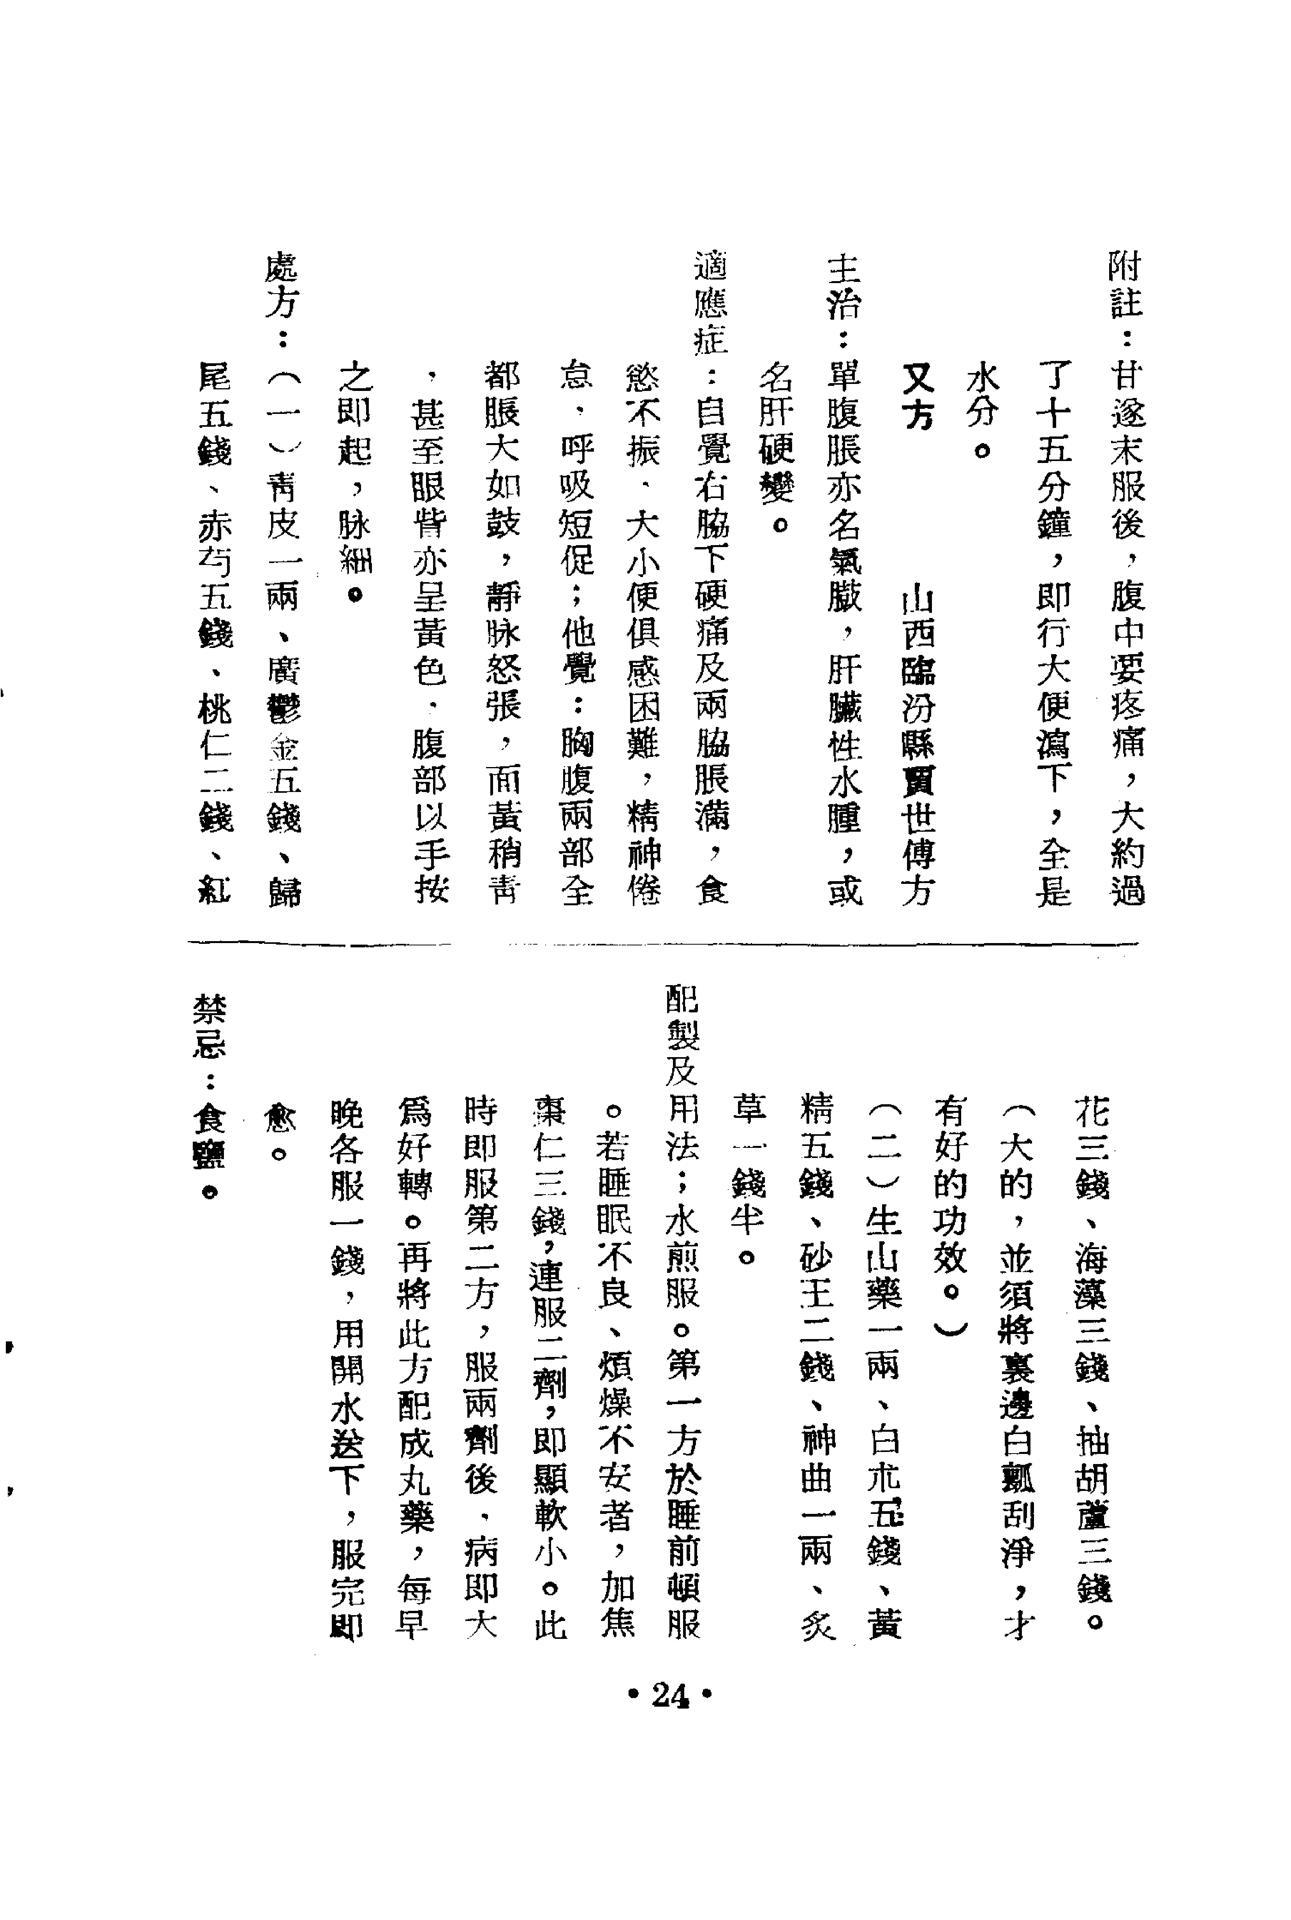 附註：甘遂末服後，腹中要疼痛，大約過
了十五分鐘，即行大便瀉下，全是
水分。
又方　山西臨汾縣賈世傅方
主治：單腹脹亦名氣臌，肝臟性水腫，或
名肝硬變。
適應症：自覺右脇下硬痛及兩脇脹滿，食
慾不振、大小便俱感困難，精神倦
怠、呼吸短促；他覺：胸腹兩部全
都脹大如鼓，靜脉怒張，面黃稍靑
，甚至眼眥亦呈黃色，腹部以手按
之即起，脉細。
處方：（一）靑皮一兩、廣鬱金五錢、歸
尾五錢、赤芍五錢、桃仁二錢、紅
花三錢、海藻三錢、抽胡蘆三錢。
（大的，並須將裏邊白瓤刮淨，才
有好的功效。）
（二）生山藥一兩、白朮五錢、黃
精五錢、砂王二錢、神曲一兩、炙
草一錢半。
配製及用法；水煎服。第一方於睡前頓服
。若睡眠不良、煩燥不安者，加焦
棗仁三錢，連服二劑，即顯軟小。此
時即服第二方，服兩劑後，病即大
爲好轉。再將此方配成丸藥，每早
晚各服一錢，用開水送下，服完即
愈。
禁忌：食鹽。
·24·